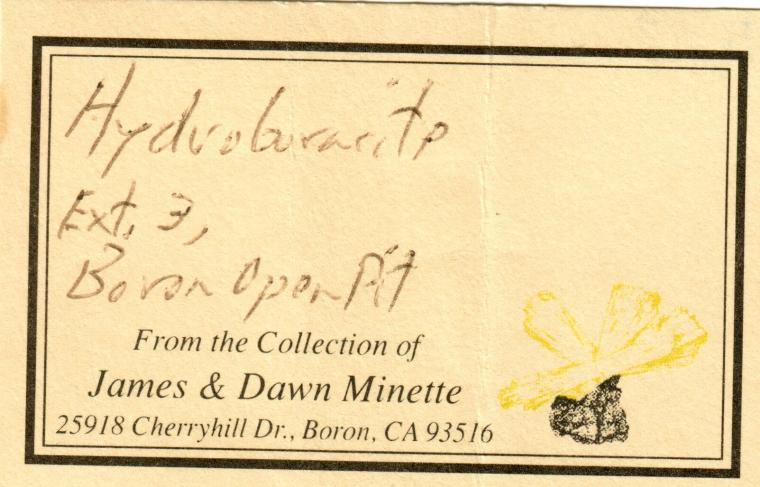 Hydroboracite
Ext. 3,
Boron Open Pit
From the Collection of
James & Dawn Minette
25918 Cherryhill Dr., Boron, CA 93516